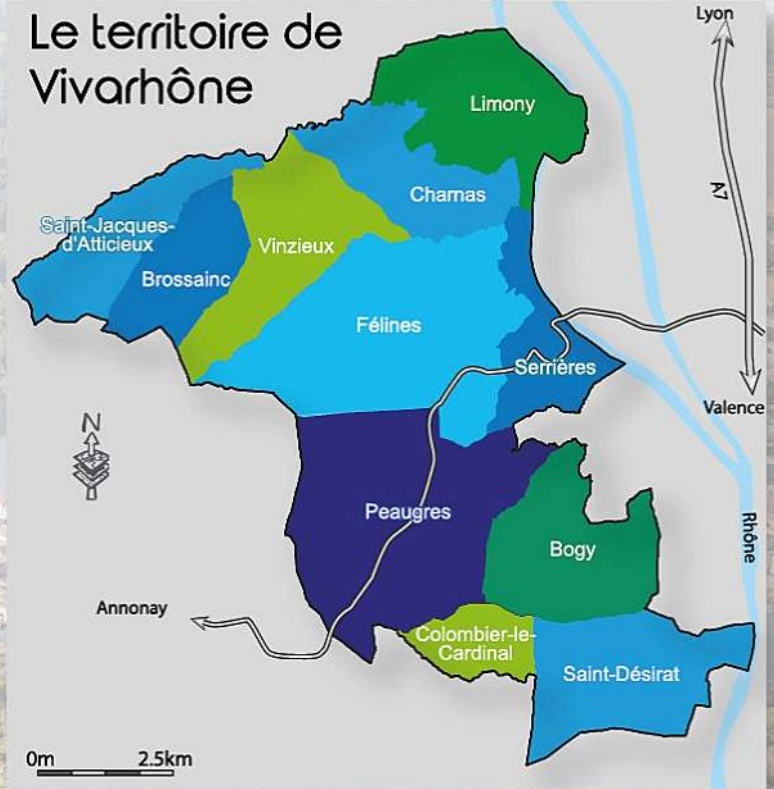 Le territoire de
Vivarhône
Lyon
Limony
A7
Charnas
Saint-Jacques-
d'Atticieux
Vinzieux
Brossainc
Félines
Serrières
Valence
N
Peaugres
Rhône
Bogy
Annonay
Colombier-le-
Cardinal
Saint-Désirat
0m 2.5km